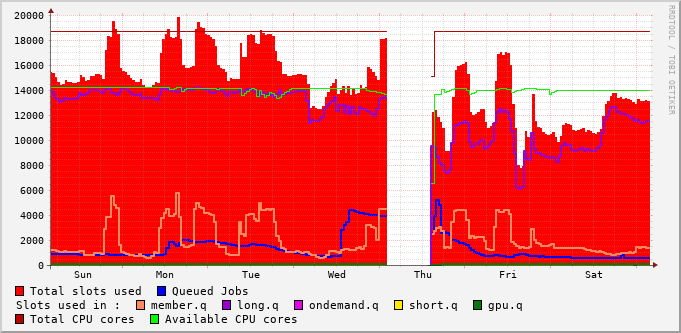 20000
18000
16000
14000
12000
10000
8000
6000
4000
2000
0
Sun Mon Tue Wed Thu Fri Sat
RRDTOOL / TOBI OETIKER
Total slots used Queued Jobs
Slots used in : member.q long.q ondemand.q short.q gpu.q
Total CPU cores Available CPU cores